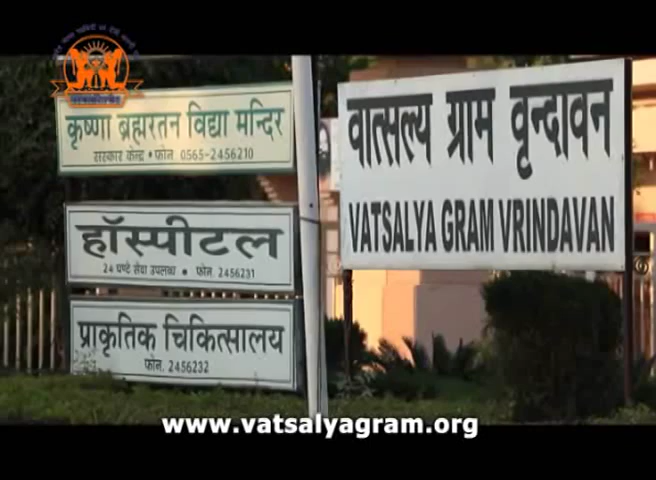 कृष्णा ब्रह्मरतन विद्या मन्दिर
सरकार केन्द्र • फोन 0565-2456210
हॉस्पीटल
24 घण्टे सेवा उपलब्ध • फोन. 2456231
प्राकृतिक चिकित्सालय
फोन. 2456232
वात्सल्य ग्राम वृन्दावन
VATSALYA GRAM VRINDAVAN
www.vatsalyagram.org